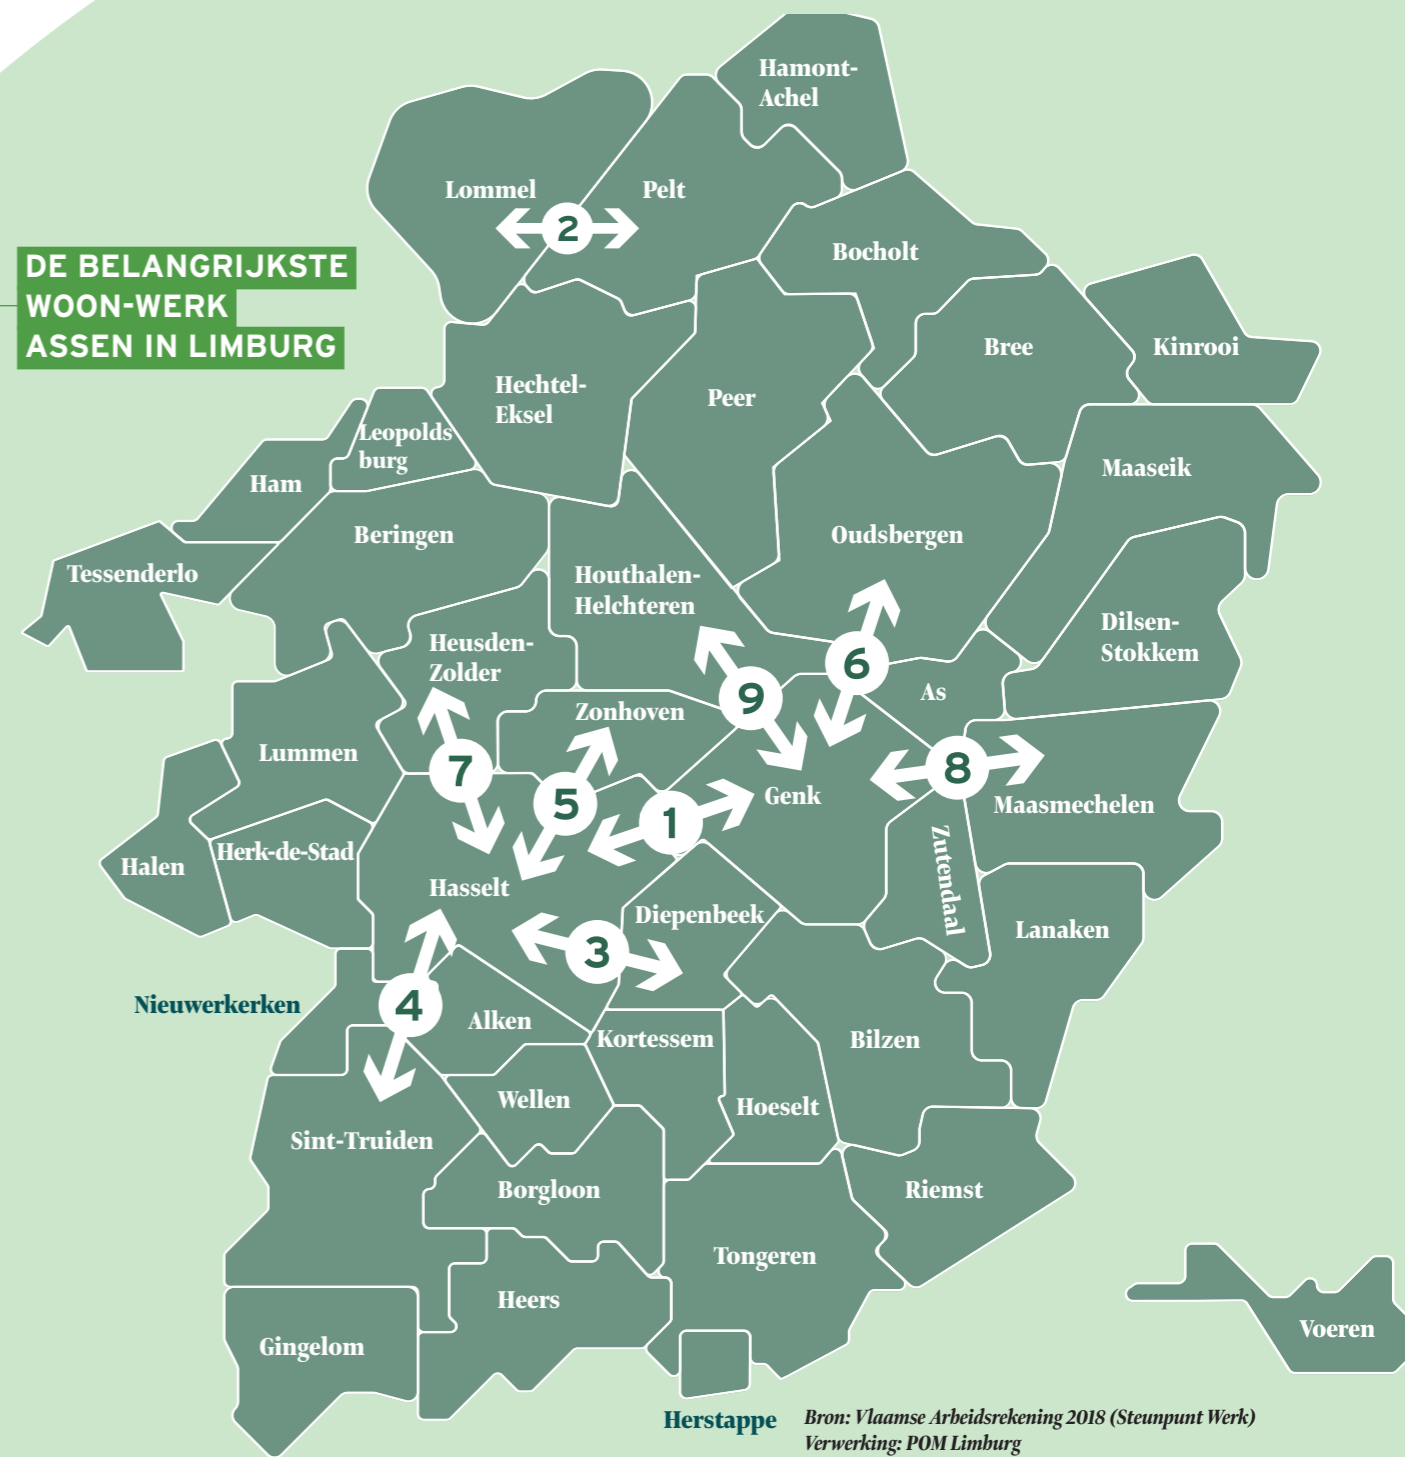 DE BELANGRIJKSTE
WOON-WERK
ASSEN IN LIMBURG
Hamont-
Achel
Lommel
Pelt
2
Bocholt
Bree
Kinrooi
Hechtel-
Eksel
Peer
Leopolds
burg
Ham
Maaseik
Beringen
Oudsbergen
Tessenderlo
Houthalen-
Helchteren
Heusden-
Zolder
Dilsen-
Stokkem
6
As
9
Zonhoven
Lummen
7
8
5
1
Genk
Maasmechelen
Halen
Herk-de-Stad
Zutendaal
Hasselt
Diepenbeek
Lanaken
3
Nieuwerkerken
4
Alken
Kortessem
Bilzen
Wellen
Hoeselt
Sint-Truiden
Borgloon
Riemst
Tongeren
Heers
Voeren
Gingelom
Herstappe
Bron: Vlaamse Arbeidsrekening 2018 (Steunpunt Werk)
Verwerking: POM Limburg